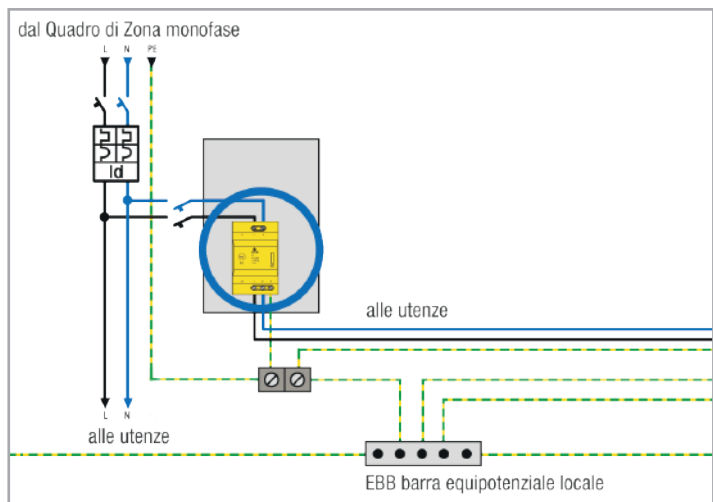 dal Quadro di Zona monofase
L N PE
Id
alle utenze
L N
alle utenze
EBB barra equipotenziale locale